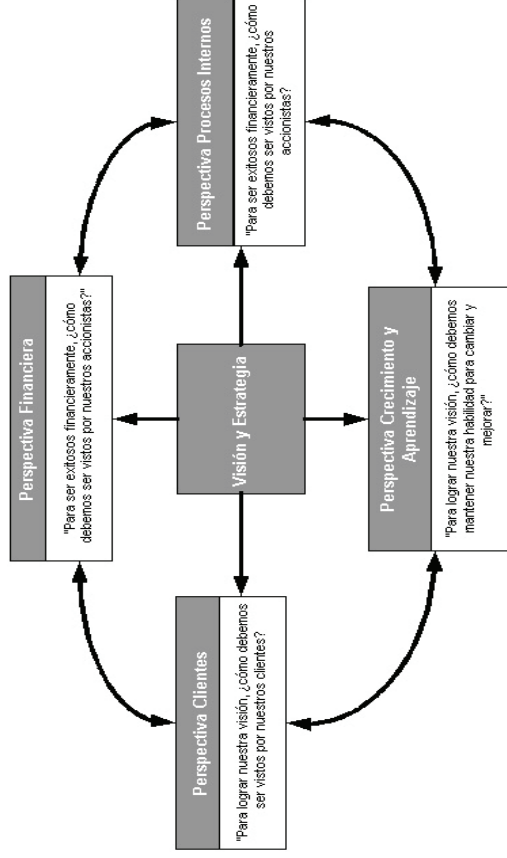 Perspectiva Financiera
"Para ser exitosos financieramente, ¿cómo
debemos ser vistos por nuestros accionistas?"
Perspectiva Clientes
"Para lograr nuestra visión, ¿cómo debemos
ser vistos por nuestros clientes?
Visión y Estrategia
Perspectiva Procesos Internos
"Para ser exitosos financieramente, ¿cómo
debemos ser vistos por nuestros
accionistas?
Perspectiva Crecimiento y
Aprendizaje
"Para lograr nuestra visión, ¿cómo debemos
mantener nuestra habilidad para cambiar y
mejorar?"